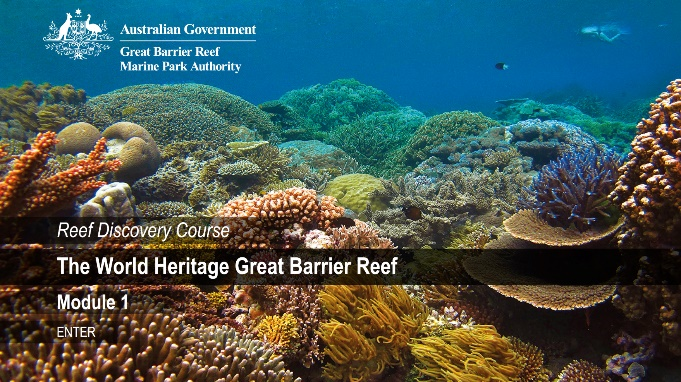 Australian Government
Great Barrier Reef
Marine Park Authority
Reef Discovery Course
The World Heritage Great Barrier Reef
Module 1
ENTER